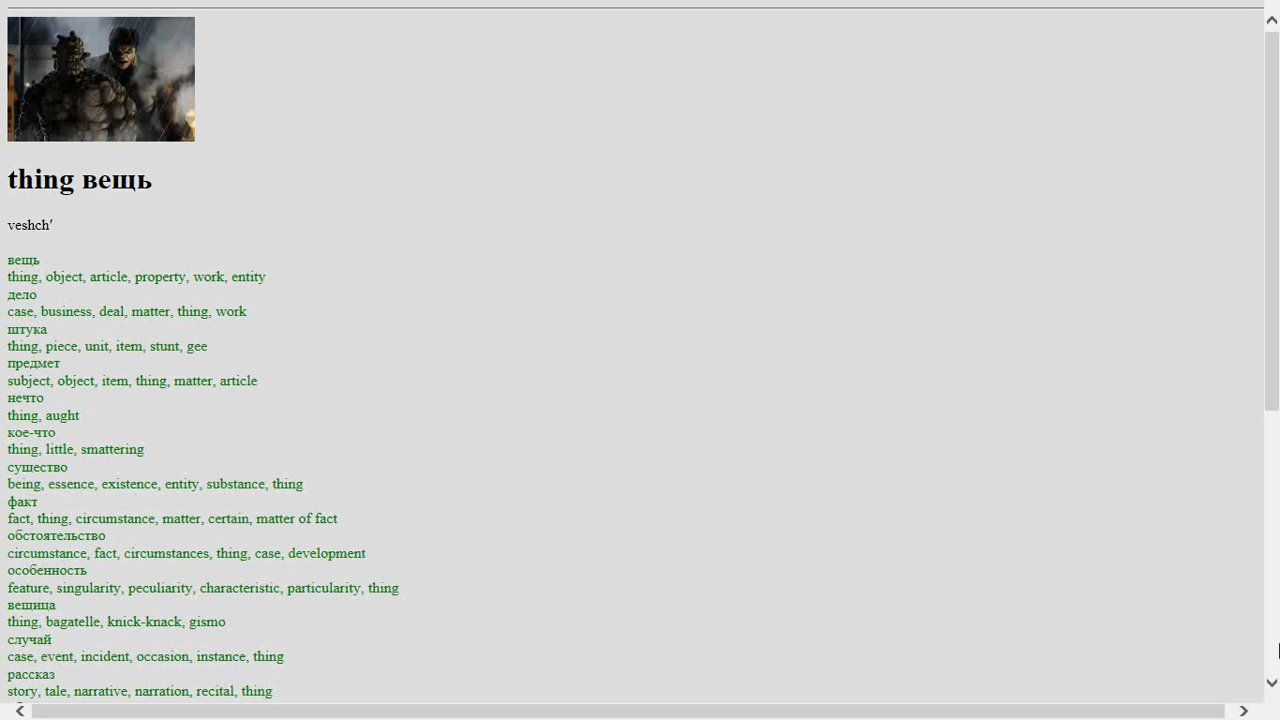 thing вещь
veshch′
вещь
thing, object, article, property, work, entity
дело
case, business, deal, matter, thing, work
штука
thing, piece, unit, item, stunt, gee
предмет
subject, object, item, thing, matter, article
нечто
thing, aught
кое-что
thing, little, smattering
существо
being, essence, existence, entity, substance, thing
факт
fact, thing, circumstance, matter, certain, matter of fact
обстоятельство
circumstance, fact, circumstances, thing, case, development
особенность
feature, singularity, peculiarity, characteristic, particularity, thing
вещица
thing, bagatelle, knick-knack, gismo
случай
case, event, incident, occasion, instance, thing
рассказ
story, tale, narrative, narration, recital, thing